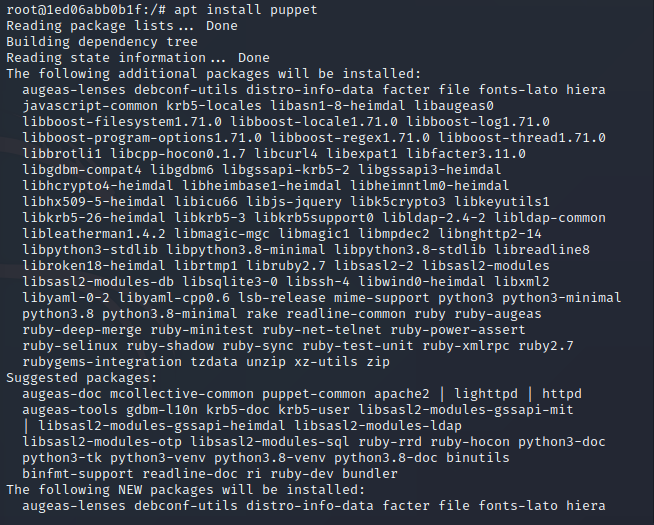 root@1ed06abb0b1f:/# apt install puppet
Reading package lists... Done
Building dependency tree
Reading state information... Done
The following additional packages will be installed:
  augeas-lenses debconf-utils distro-info-data facter file fonts-lato hiera
  javascript-common krb5-locales libasn1-8-heimdal libaugeas0
  libboost-filesystem1.71.0 libboost-locale1.71.0 libboost-log1.71.0
  libboost-program-options1.71.0 libboost-regex1.71.0 libboost-thread1.71.0
  libbrotli1 libcpp-hocon0.1.7 libcurl4 libexpat1 libfacter3.11.0
  libgdbm-compat4 libgdbm6 libgssapi-krb5-2 libgssapi3-heimdal
  libhcrypto4-heimdal libheimbase1-heimdal libheimntlm0-heimdal
  libhx509-5-heimdal libicu66 libjs-jquery libk5crypto3 libkeyutils1
  libkrb5-26-heimdal libkrb5-3 libkrb5support0 libldap-2.4-2 libldap-common
  libleatherman1.4.2 libmagic-mgc libmagic1 libmpdec2 libnghttp2-14
  libpython3-stdlib libpython3.8-minimal libpython3.8-stdlib libreadline8
  libroken18-heimdal librtmp1 libruby2.7 libsasl2-2 libsasl2-modules
  libsasl2-modules-db libsqlite3-0 libssh-4 libwind0-heimdal libxml2
  libyaml-0-2 libyaml-cpp0.6 lsb-release mime-support python3 python3-minimal
  python3.8 python3.8-minimal rake readline-common ruby ruby-augeas
  ruby-deep-merge ruby-minitest ruby-net-telnet ruby-power-assert
  ruby-selinux ruby-shadow ruby-sync ruby-test-unit ruby-xmlrpc ruby2.7
  rubygems-integration tzdata unzip xz-utils zip
Suggested packages:
  augeas-doc mcollective-common puppet-common apache2 | lighttpd | httpd
  augeas-tools gdbm-l10n krb5-doc krb5-user libsasl2-modules-gssapi-mit
  | libsasl2-modules-gssapi-heimdal libsasl2-modules-ldap
  libsasl2-modules-otp libsasl2-modules-sql ruby-rrd ruby-hocon python3-doc
  python3-tk python3-venv python3.8-venv python3.8-doc binutils
  binfmt-support readline-doc ri ruby-dev bundler
The following NEW packages will be installed:
  augeas-lenses debconf-utils distro-info-data facter file fonts-lato hiera